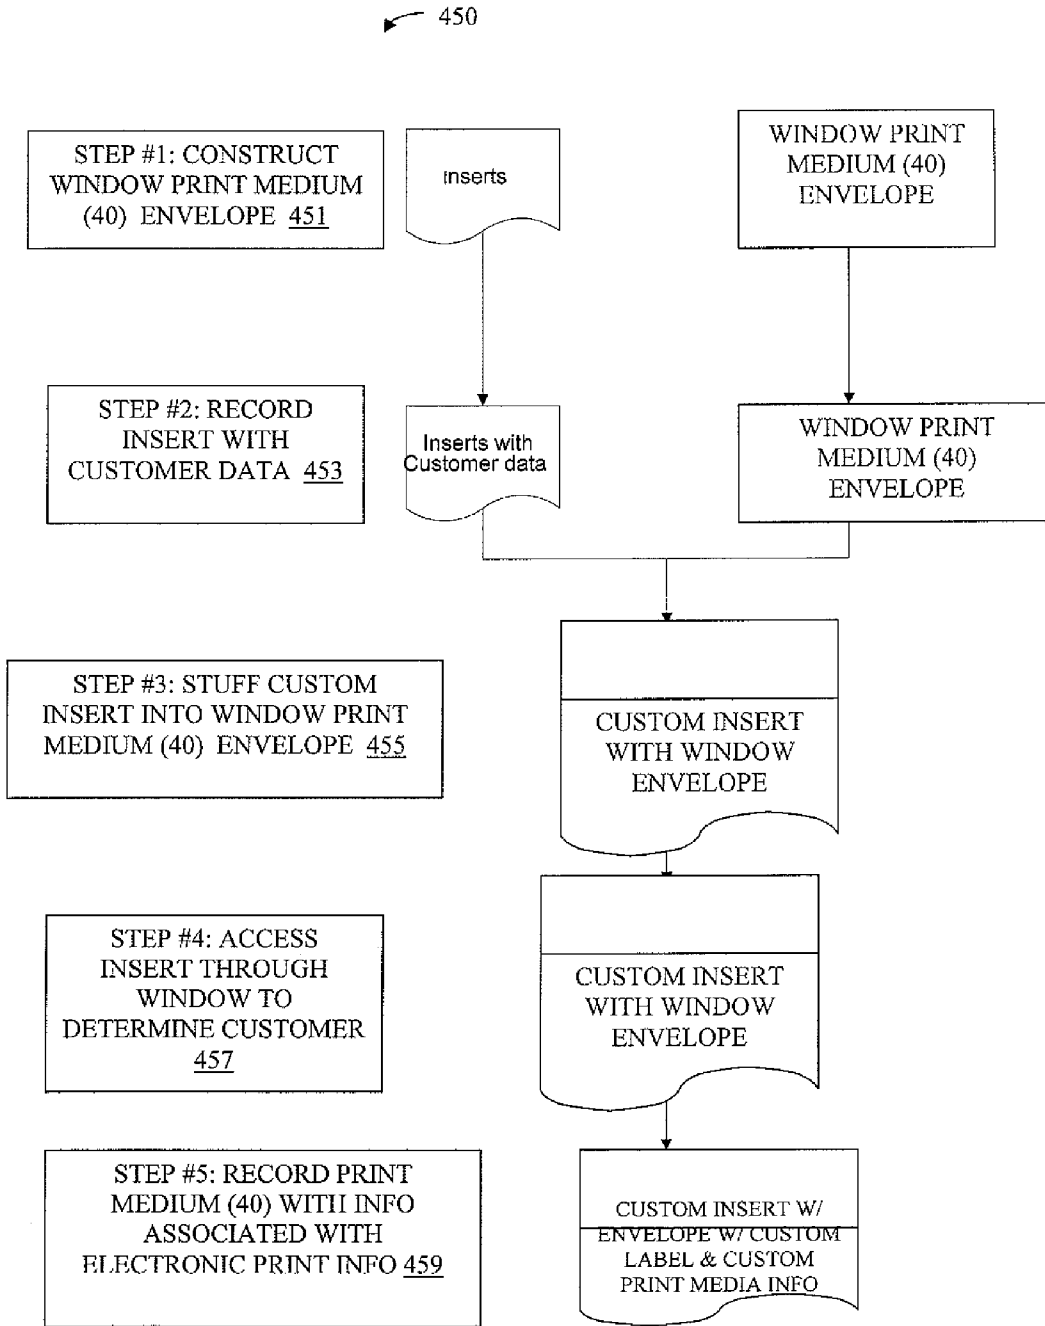 450
STEP #1: CONSTRUCT
WINDOW PRINT MEDIUM
(40) ENVELOPE 451
Inserts
WINDOW PRINT
MEDIUM (40)
ENVELOPE
STEP #2: RECORD
INSERT WITH
CUSTOMER DATA 453
Inserts with
Customer data
WINDOW PRINT
MEDIUM (40)
ENVELOPE
STEP #3: STUFF CUSTOM
INSERT INTO WINDOW PRINT
MEDIUM (40) ENVELOPE 455
CUSTOM INSERT
WITH WINDOW
ENVELOPE
STEP #4: ACCESS
INSERT THROUGH
WINDOW TO
DETERMINE CUSTOMER
457
CUSTOM INSERT
WITH WINDOW
ENVELOPE
STEP #5: RECORD PRINT
MEDIUM (40) WITH INFO
ASSOCIATED WITH
ELECTRONIC PRINT INFO 459
CUSTOM INSERT W/
ENVELOPE W/ CUSTOM
LABEL & CUSTOM
PRINT MEDIA INFO